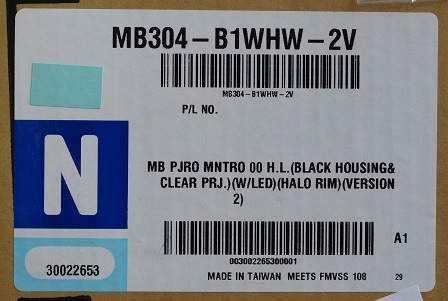 MB304-B1WHW-2V
MB304-B1WHW-2V
P/L NO.
N
MB PJRO MNTRO 00 H.L.(BLACK HOUSING&
CLEAR PRJ.)(W/LED)(HALO RIM)(VERSION
2)
A1
003002265300001
30022653
MADE IN TAIWAN MEETS FMVSS 108
29